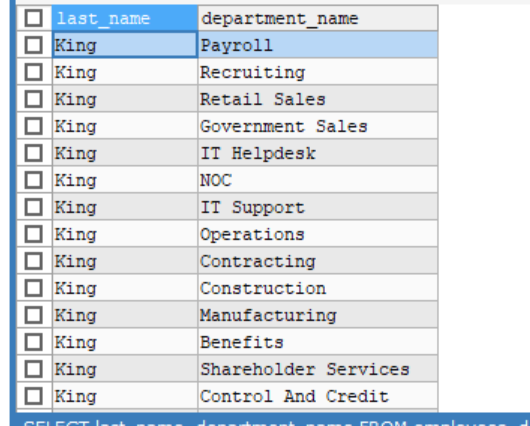 last_name department_name
King Payroll
King Recruiting
King Retail Sales
King Government Sales
King IT Helpdesk
King NOC
King IT Support
King Operations
King Contracting
King Construction
King Manufacturing
King Benefits
King Shareholder Services
King Control And Credit
SELECT last_name, department_name FROM employees